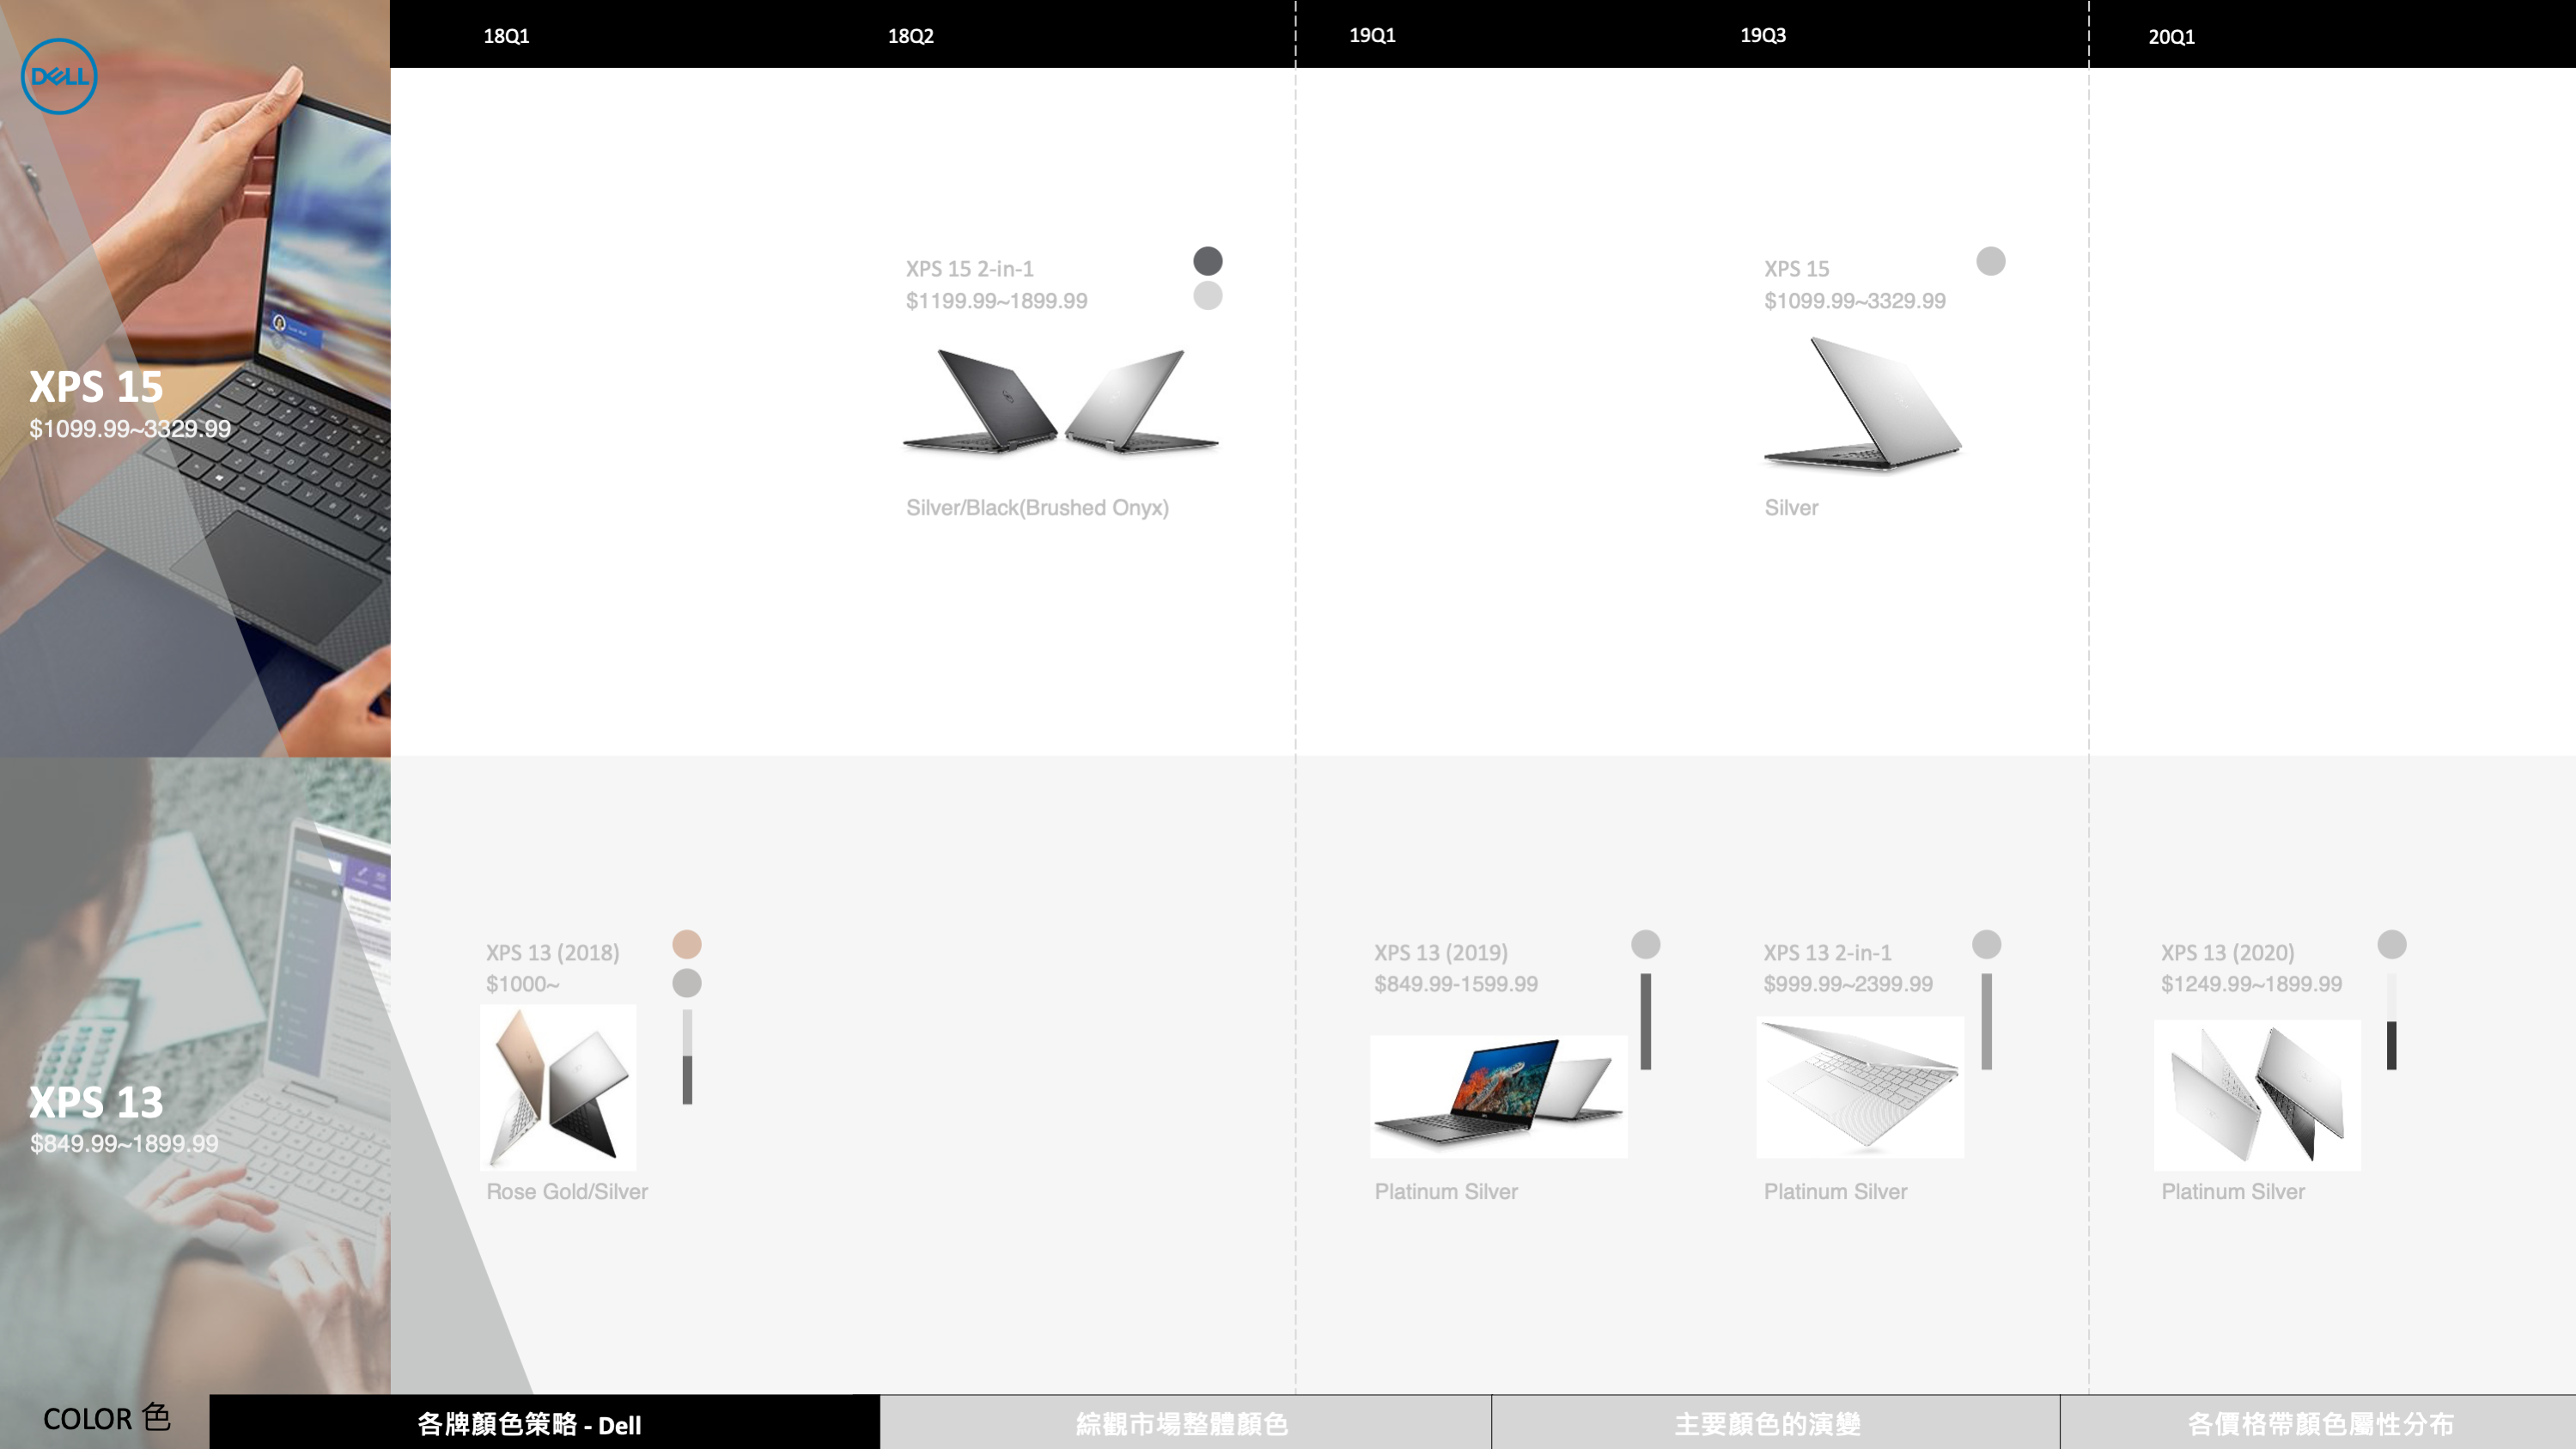 DELL
18Q1
18Q2
19Q1
19Q3
20Q1
XPS 15
$1099.99~3329.99
XPS 15 2-in-1
$1199.99~1899.99
Silver/Black(Brushed Onyx)
XPS 15
$1099.99~3329.99
Silver
XPS 13
$849.99~1899.99
XPS 13 (2018)
$1000~
Rose Gold/Silver
XPS 13 (2019)
$849.99-1599.99
Platinum Silver
XPS 13 2-in-1
$999.99~2399.99
Platinum Silver
XPS 13 (2020)
$1249.99~1899.99
Platinum Silver
COLOR 色
各牌顏色策略 - Dell
綜觀市場整體顏色
主要顏色的演變
各價格帶顏色屬性分布